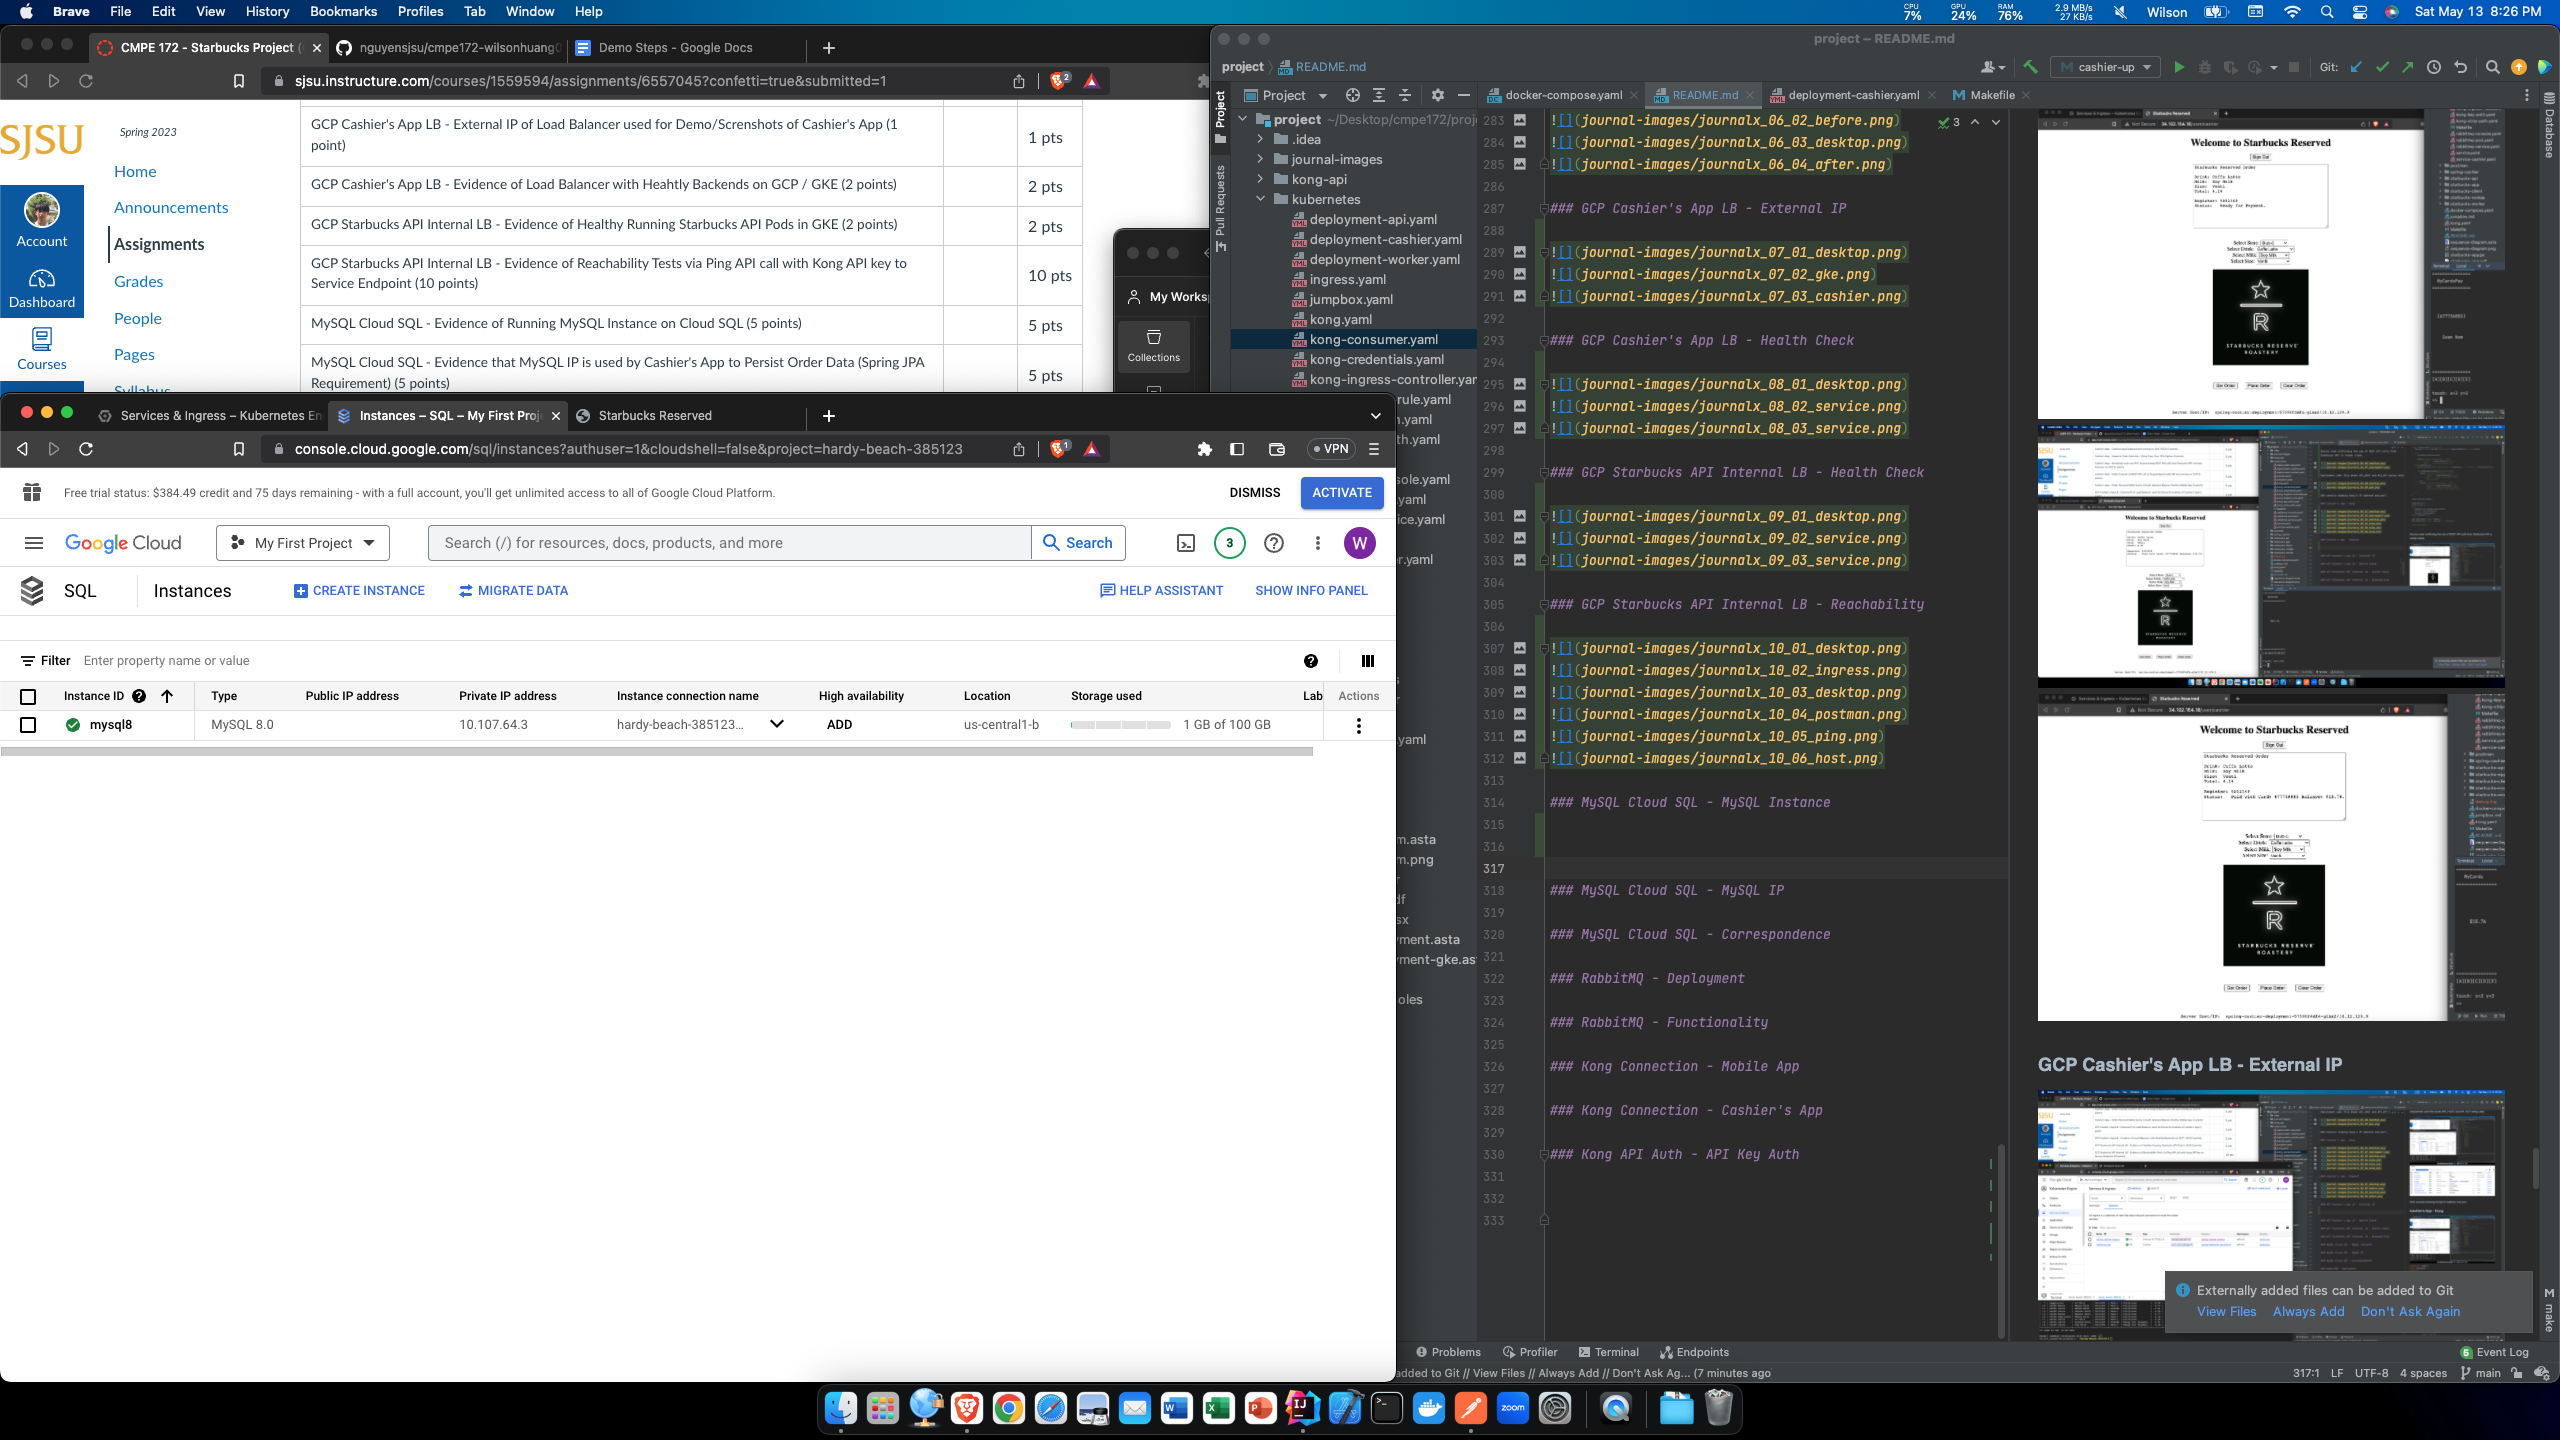 Brave File Edit View History Bookmarks Profiles Tab Window Help
CPU 7% GPU 24% RAM 76% 2.9 MB/s 27 KB/s Wilson Sat May 13 8:26 PM
CMPE 172 - Starbucks Project (
nguyensjsu/cmpe172-wilsonhuang0
Demo Steps - Google Docs
sjsu.instructure.com/courses/1559594/assignments/6557045?confetti=true&submitted=1
SJSU
Account
Dashboard
Courses
Spring 2023
Home
Announcements
Assignments
Grades
People
Pages
Syllabus
GCP Cashier's App LB - External IP of Load Balancer used for Demo/Screnshots of Cashier's App (1
point)
1 pts
GCP Cashier's App LB - Evidence of Load Balancer with Heahtly Backends on GCP / GKE (2 points)
2 pts
GCP Starbucks API Internal LB - Evidence of Healthy Running Starbucks API Pods in GKE (2 points)
2 pts
GCP Starbucks API Internal LB - Evidence of Reachability Tests via Ping API call with Kong API key to
Service Endpoint (10 points)
10 pts
MySQL Cloud SQL - Evidence of Running MySQL Instance on Cloud SQL (5 points)
5 pts
MySQL Cloud SQL - Evidence that MySQL IP is used by Cashier's App to Persist Order Data (Spring JPA
Requirement) (5 points)
5 pts
My Works
Collections
Services & Ingress – Kubernetes En
Instances – SQL – My First Proj
Starbucks Reserved
console.cloud.google.com/sql/instances?authuser=1&cloudshell=false&project=hardy-beach-385123
VPN
Free trial status: $384.49 credit and 75 days remaining - with a full account, you'll get unlimited access to all of Google Cloud Platform.
DISMISS
ACTIVATE
Google Cloud
My First Project
Search (/) for resources, docs, products, and more
Search
3
W
SQL
Instances
CREATE INSTANCE
MIGRATE DATA
HELP ASSISTANT
SHOW INFO PANEL
Filter Enter property name or value
Instance ID Type Public IP address Private IP address Instance connection name High availability Location Storage used Lab Actions
mysql8 MySQL 8.0 10.107.64.3 hardy-beach-385123... ADD us-central1-b 1 GB of 100 GB
project – README.md
project README.md
cashier-up
Git:
Project
docker-compose.yaml
README.md
deployment-cashier.yaml
Makefile
Project
Pull Requests
Database
make
project ~/Desktop/cmpe172/proj
.idea
journal-images
kong-api
kubernetes
deployment-api.yaml
deployment-cashier.yaml
deployment-worker.yaml
ingress.yaml
jumpbox.yaml
kong.yaml
kong-consumer.yaml
kong-credentials.yaml
kong-ingress-controller.yam
rule.yaml
3
283 ![](journal-images/journalx_06_02_before.png)
284 ![](journal-images/journalx_06_03_desktop.png)
285 ![](journal-images/journalx_06_04_after.png)
286
287 ### GCP Cashier's App LB - External IP
288
289 ![](journal-images/journalx_07_01_desktop.png)
290 ![](journal-images/journalx_07_02_gke.png)
291 ![](journal-images/journalx_07_03_cashier.png)
292
293 ### GCP Cashier's App LB - Health Check
294
295 ![](journal-images/journalx_08_01_desktop.png)
296 ![](journal-images/journalx_08_02_service.png)
297 ![](journal-images/journalx_08_03_service.png)
298
299 ### GCP Starbucks API Internal LB - Health Check
300
301 ![](journal-images/journalx_09_01_desktop.png)
302 ![](journal-images/journalx_09_02_service.png)
303 ![](journal-images/journalx_09_03_service.png)
304
305 ### GCP Starbucks API Internal LB - Reachability
306
307 ![](journal-images/journalx_10_01_desktop.png)
308 ![](journal-images/journalx_10_02_ingress.png)
309 ![](journal-images/journalx_10_03_desktop.png)
310 ![](journal-images/journalx_10_04_postman.png)
311 ![](journal-images/journalx_10_05_ping.png)
312 ![](journal-images/journalx_10_06_host.png)
313
314 ### MySQL Cloud SQL - MySQL Instance
315
316
317
318 ### MySQL Cloud SQL - MySQL IP
319
320 ### MySQL Cloud SQL - Correspondence
321
322 ### RabbitMQ - Deployment
323
324 ### RabbitMQ - Functionality
325
326 ### Kong Connection - Mobile App
327
328 ### Kong Connection - Cashier's App
329
330 ### Kong API Auth - API Key Auth
331
332
333
Welcome to Starbucks Reserved
STARBUCKS RESERVE ROASTERY
Welcome to Starbucks Reserved
Welcome to Starbucks Reserved
STARBUCKS RESERVE ROASTERY
GCP Cashier's App LB - External IP
Externally added files can be added to Git
View Files Always Add Don't Ask Again
Problems Profiler Terminal Endpoints
5 Event Log
added to Git // View Files // Always Add // Don't Ask Ag... (7 minutes ago
317:1 LF UTF-8 4 spaces main
zoom